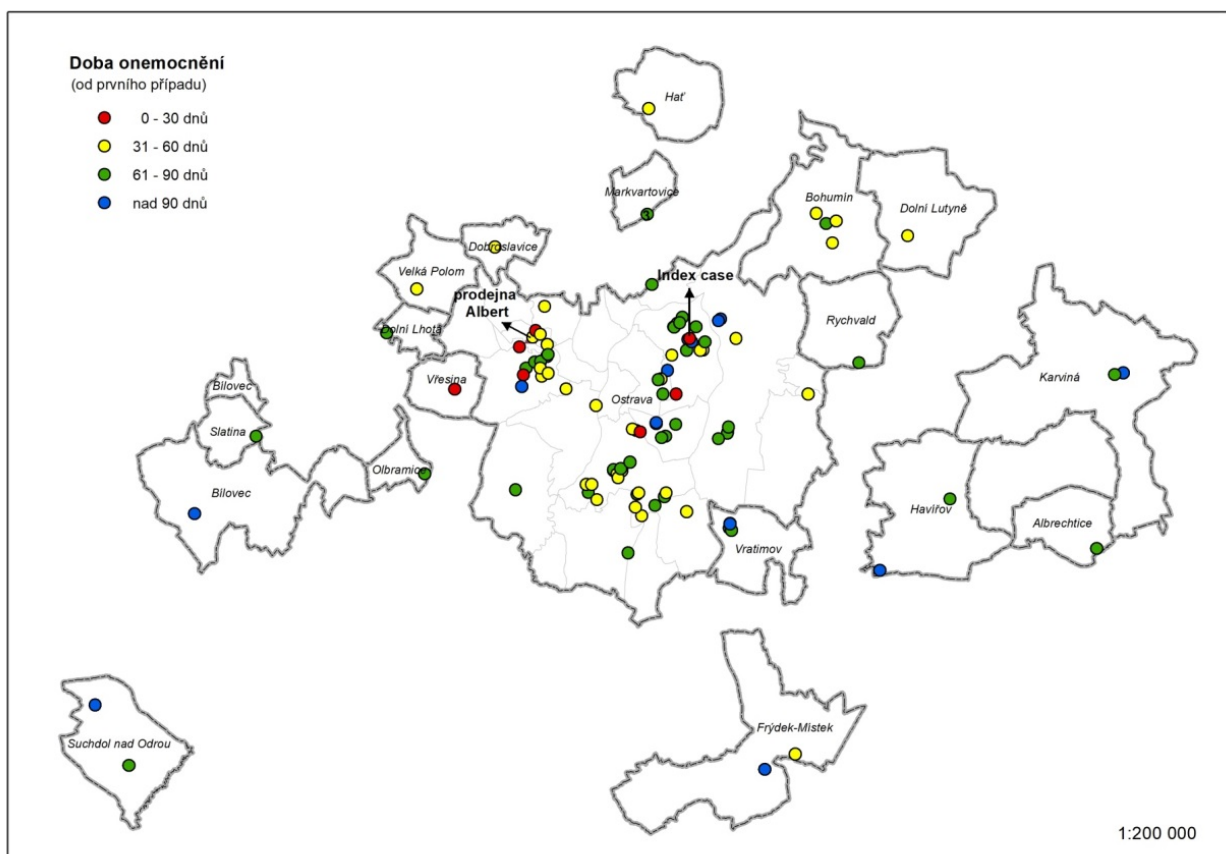 Doba onemocnění
(od prvního případu)
0 - 30 dnů
31 - 60 dnů
61 - 90 dnů
nad 90 dnů
Hať
Markvartovice
3
Bohumín
Dolní Lutyně
Dobroslavice
Velká Polom
Index case
prodejna
Albert
Dolní Lhota
Rychvald
Karviná
Vřesina
Bílovec
Ostrava
Slatina
Olbramice
Bílovec
Havířov
Albrechtice
Vratimov
Frýdek-Místek
Suchdol nad Odrou
1:200 000